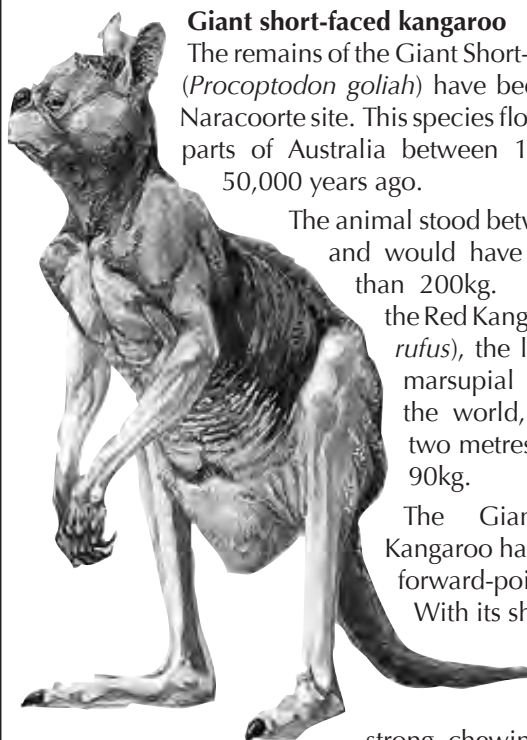 Giant short-faced kangaroo
The remains of the Giant Short-
(Procoptodon goliah) have bee
Naracoorte site. This species flo
parts of Australia between 1
50,000 years ago.
The animal stood betw
and would have
than 200kg.
the Red Kang
rufus), the l
marsupial
the world,
two metres
90kg.
The Gian
Kangaroo ha
forward-poi
With its sh
strong chewin